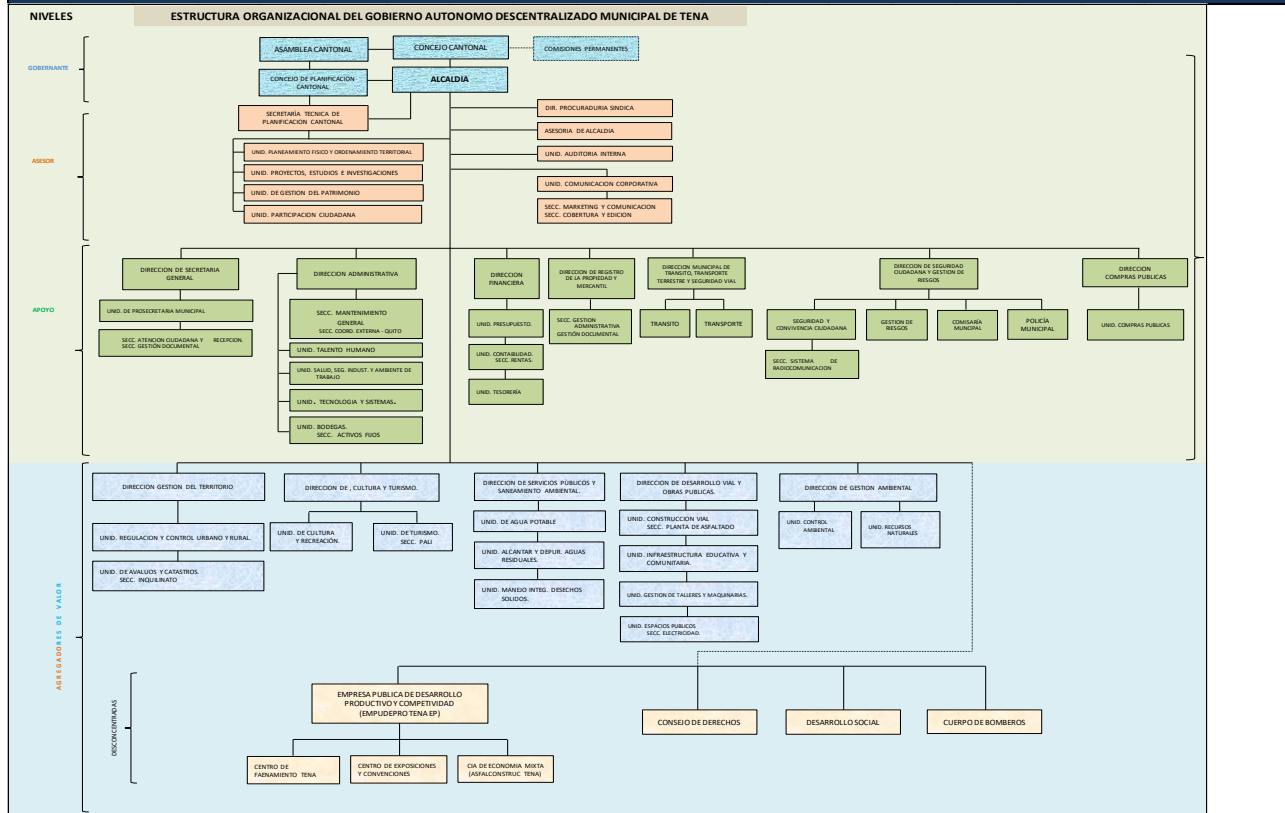 NIVELES
ESTRUCTURA ORGANIZACIONAL DEL GOBIERNO AUTONOMO DESCENTRALIZADO MUNICIPAL DE TENA
GOBERNANTE
ASAMBLEA CANTONAL
CONCEJO CANTONAL
COMISIONES PERMANENTES
CONCEJO DE PLANIFICACION
CANTONAL
ALCALDIA
ASESOR
SECRETARÍA TECNICA DE
PLANIFICACION CANTONAL
DIR. PROCURADURIA SINDICA
ASESORIA DE ALCALDIA
UNID. AUDITORIA INTERNA
UNID. PLANEAMIENTO FISICO Y ORDENAMIENTO TERRITORIAL
UNID. PROYECTOS, ESTUDIOS E INVESTIGACIONES
UNID. DE GESTION DEL PATRIMONIO
UNID. PARTICIPACION CIUDADANA
UNID. COMUNICACION CORPORATIVA
SECC. MARKETING Y COMUNICACION
SECC. COBERTURA Y EDICION
APOYO
DIRECCION DE SECRETARIA
GENERAL
UNID. DE PROSECRETARIA MUNICIPAL
SECC. ATENCION CIUDADANA Y RECEPCION.
SECC. GESTIÓN DOCUMENTAL
DIRECCION ADMINISTRATIVA
SECC. MANTENIMIENTO
GENERAL
SECC. COORD. EXTERNA - QUITO
UNID. TALENTO HUMANO
UNID. SALUD, SEG. INDUST. Y AMBIENTE DE
TRABAJO
UNID. TECNOLOGIA Y SISTEMAS.
UNID. BODEGAS.
SECC. ACTIVOS FIJOS
DIRECCION
FINANCIERA
UNID. PRESUPUESTO.
UNID. CONTABILIDAD.
SECC. RENTAS.
UNID. TESORERÍA
DIRECCION DE REGISTRO
DE LA PROPIEDAD Y
MERCANTIL
SECC. GESTION
ADMINISTRATIVA
GESTIÓN DOCUMENTAL
DIRECCION MUNICIPAL DE
TRANSITO, TRANSPORTE
TERRESTRE Y SEGURIDAD VIAL
TRANSITO
TRANSPORTE
DIRECCION DE SEGURIDAD
CIUDADANA Y GESTION DE
RIESGOS
SEGURIDAD Y
CONVIVENCIA CIUDADANA
SECC. SISTEMA DE
RADIOCOMUNICACION
GESTION DE
RIESGOS
COMISARÍA
MUNCIPAL
POLICÍA
MUNICIPAL
DIRECCION
COMPRAS PUBLICAS
UNID. COMPRAS PUBLICAS
AGREGADORES DE VALOR
DIRECCION GESTION DEL TERRITORIO
UNID. REGULACION Y CONTROL URBANO Y RURAL.
UNID. DE AVALUOS Y CATASTROS.
SECC. INQUILINATO
DIRECCION DE , CULTURA Y TURISMO.
UNID. DE CULTURA
Y RECREACIÓN.
UNID. DE TURISMO.
SECC. PALI
DIRECCION DE SERVICIOS PÚBLICOS Y
SANEAMIENTO AMBIENTAL.
UNID. DE AGUA POTABLE
UNID. ALCANTAR Y DEPUR. AGUAS
RESIDUALES.
UNID. MANEJO INTEG. DESECHOS
SOLIDOS.
DIRECCION DE DESARROLLO VIAL Y
OBRAS PUBLICAS.
UNID. CONSTRUCCION VIAL
SECC. PLANTA DE ASFALTADO
UNID. INFRAESTRUCTURA EDUCATIVA Y
COMUNITARIA.
UNID. GESTION DE TALLERES Y MAQUINARIAS.
UNID. ESPACIOS PUBLICOS
SECC. ELECTRICIDAD.
DIRECCION DE GESTION AMBIENTAL
UNID. CONTROL
AMBIENTAL
UNID. RECURSOS
NATURALES
DESCONCENTRADAS
EMPRESA PUBLICA DE DESARROLLO
PRODUCTIVO Y COMPETIVIDAD
(EMPUDEPRO TENA EP)
CENTRO DE
FAENAMIENTO TENA
CENTRO DE EXPOSICIONES
Y CONVENCIONES
CIA DE ECONOMIA MIXTA
(ASFALCONSTRUC TENA)
CONSEJO DE DERECHOS
DESARROLLO SOCIAL
CUERPO DE BOMBEROS